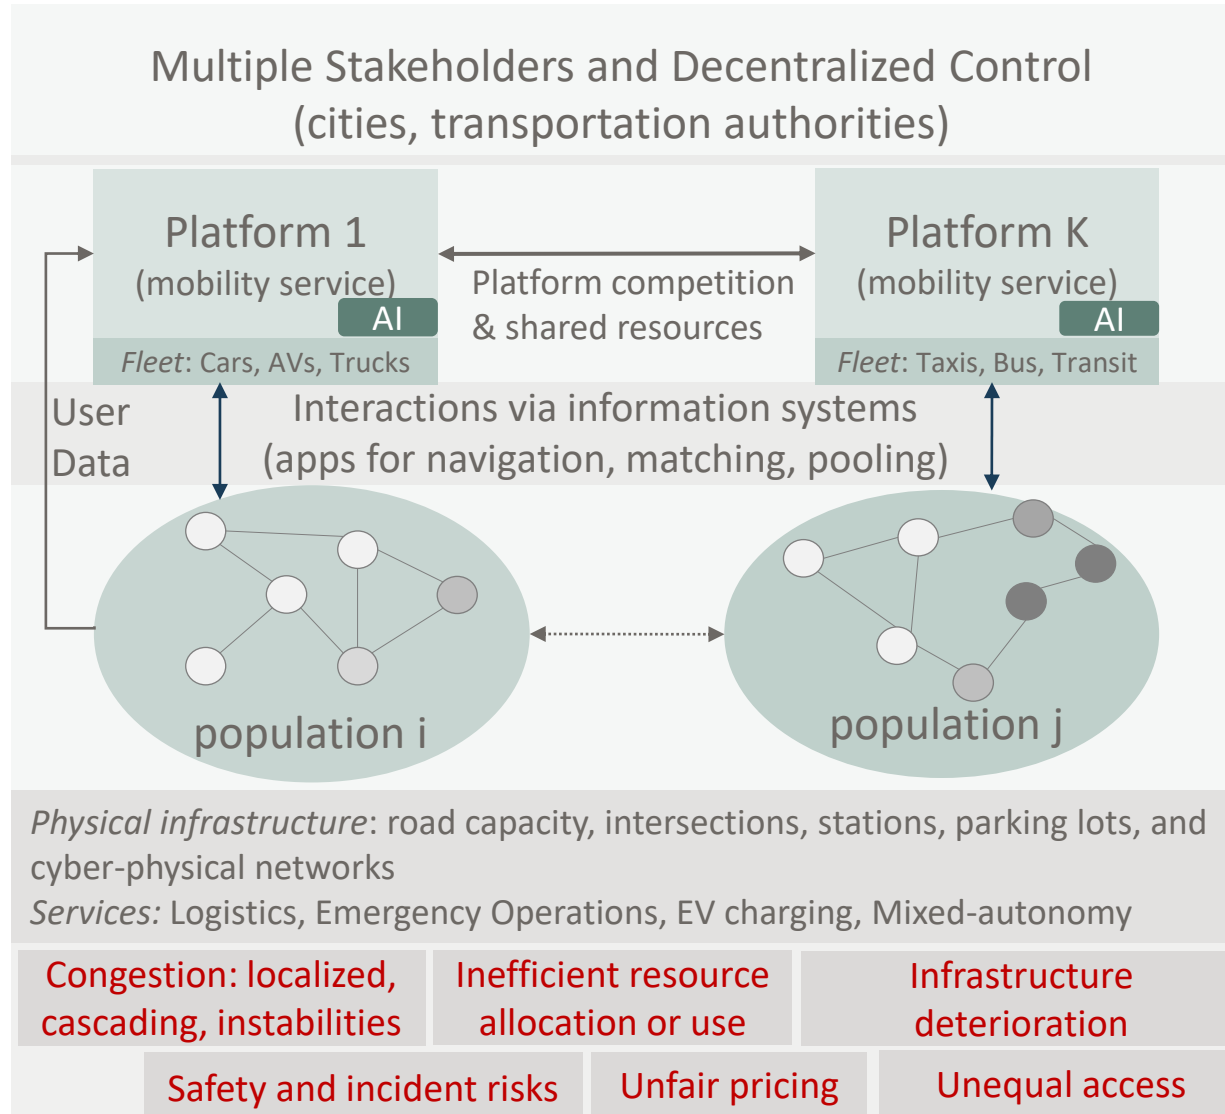 Multiple Stakeholders and Decentralized Control
(cities, transportation authorities)
Platform 1
(mobility service)
AI
Fleet: Cars, AVs, Trucks
Platform competition
& shared resources
Platform K
(mobility service)
AI
Fleet: Taxis, Bus, Transit
User
Data
Interactions via information systems
(apps for navigation, matching, pooling)
population i
population j
Physical infrastructure: road capacity, intersections, stations, parking lots, and
cyber-physical networks
Services: Logistics, Emergency Operations, EV charging, Mixed-autonomy
Congestion: localized,
cascading, instabilities
Inefficient resource
allocation or use
Infrastructure
deterioration
Safety and incident risks
Unfair pricing
Unequal access